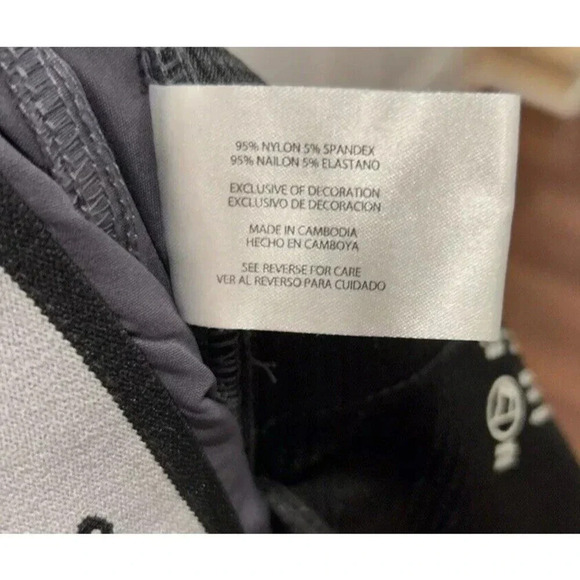 95% NYLON 5% SPANDEX
95% NAILON 5% ELASTANO
EXCLUSIVE OF DECORATION
EXCLUSIVO DE DECORACION
MADE IN CAMBODIA
HECHO EN CAMBOYA
SEE REVERSE FOR CARE
VER AL REVERSO PARA CUIDADO